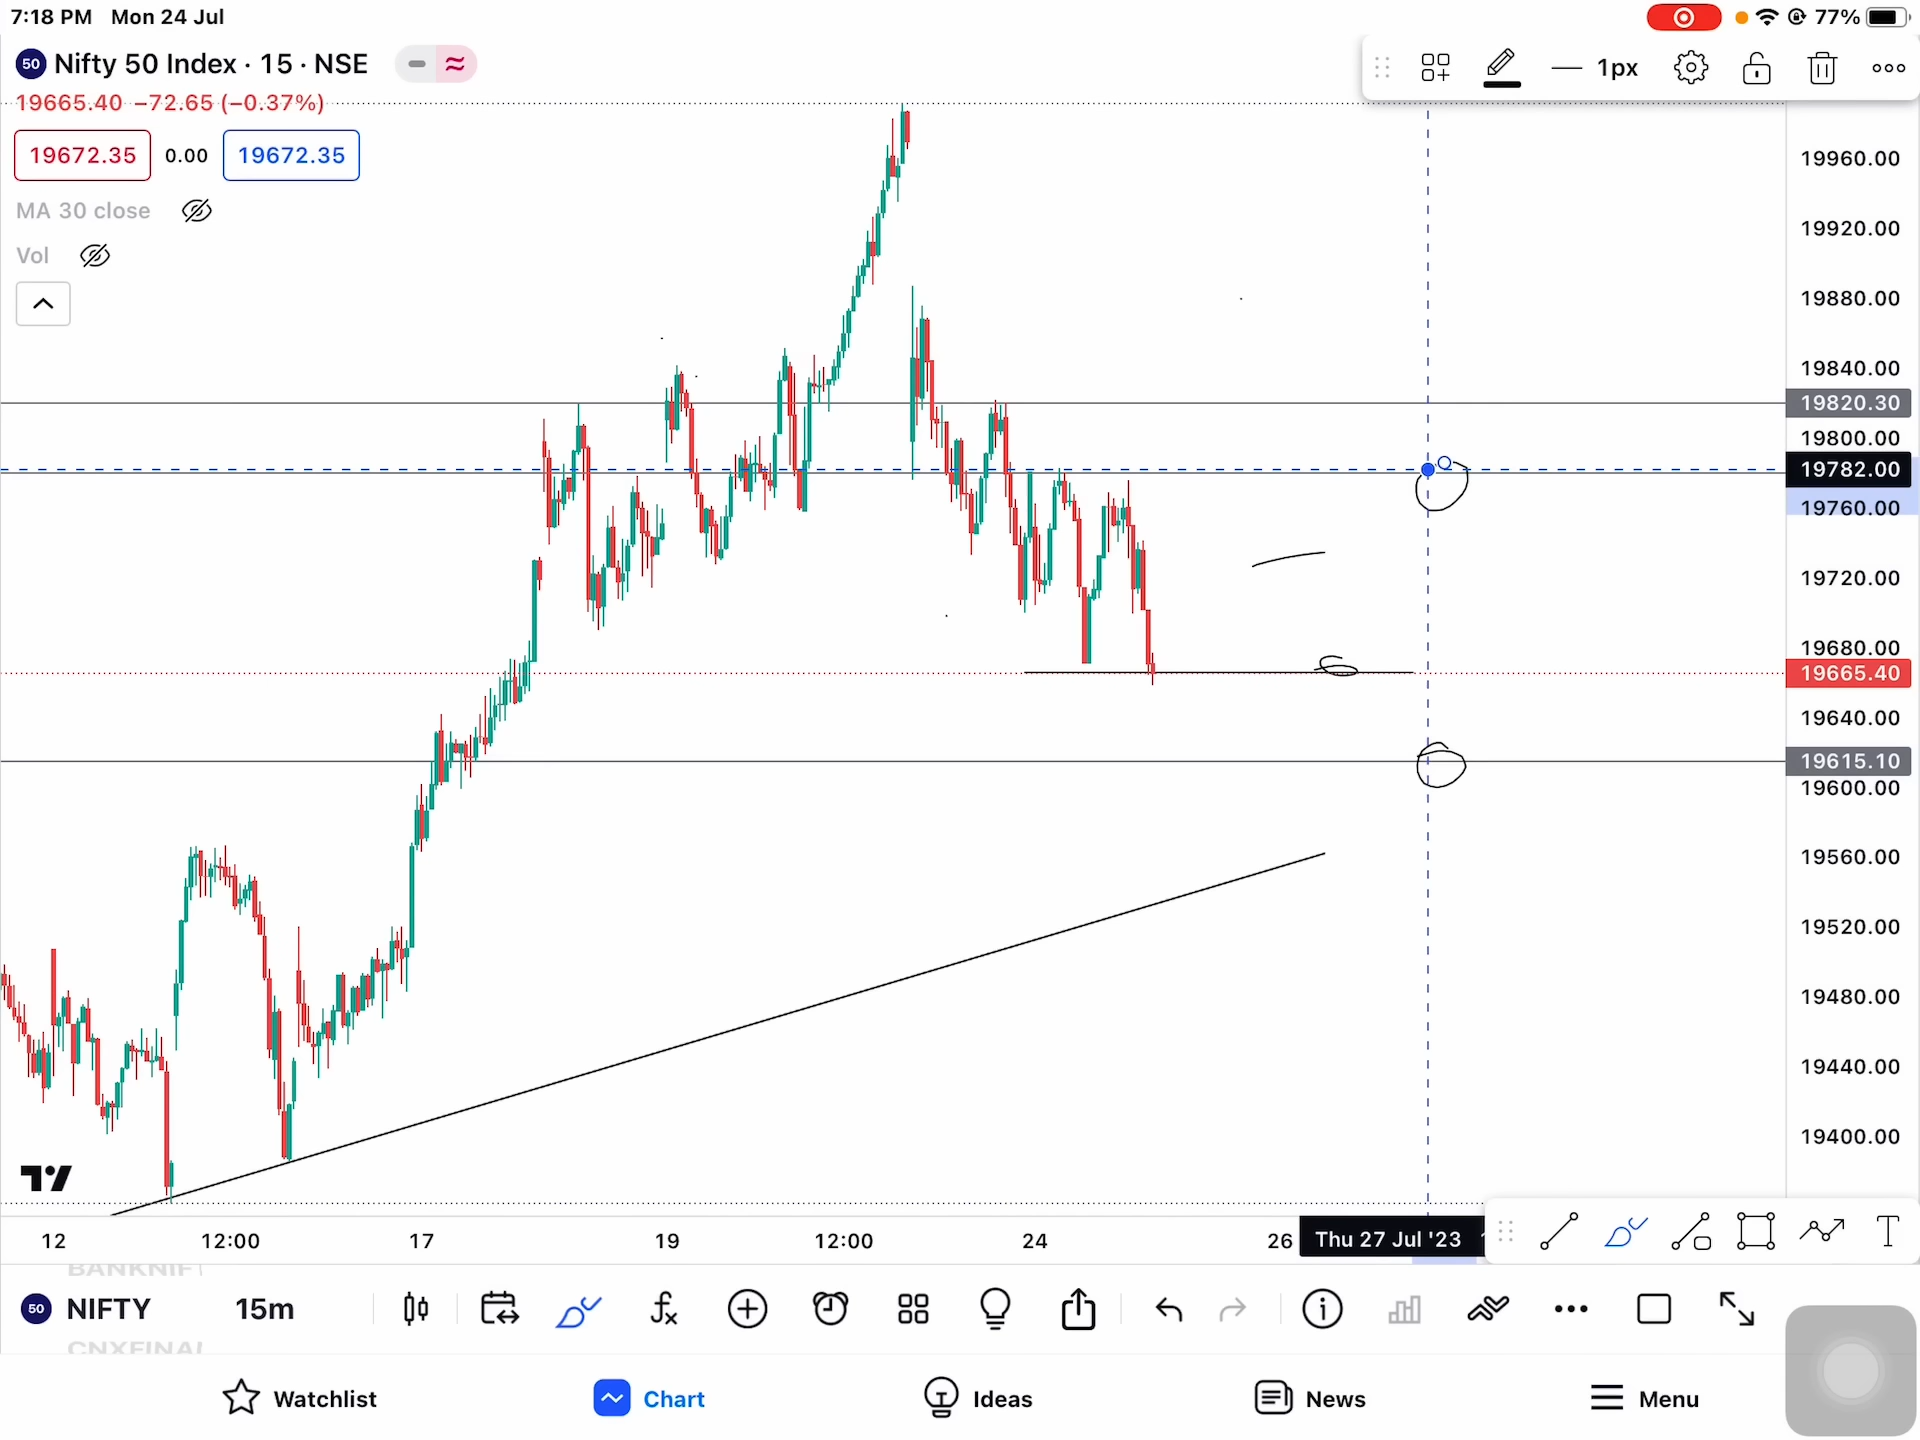 7:18 PM Mon 24 Jul
77%
50 Nifty 50 Index · 15 · NSE
1px
19665.40 −72.65 (−0.37%)
19672.35 0.00 19672.35
MA 30 close
Vol
19960.00
19920.00
19880.00
19840.00
19820.30
19800.00
19782.00
19760.00
19720.00
19680.00
19665.40
19640.00
19615.10
19600.00
19560.00
19520.00
19480.00
19440.00
19400.00
12 12:00 17 19 12:00 24 26 Thu 27 Jul '23
T
BANKNIFT
50 NIFTY 15m
CNXFINAL
Watchlist Chart Ideas News Menu